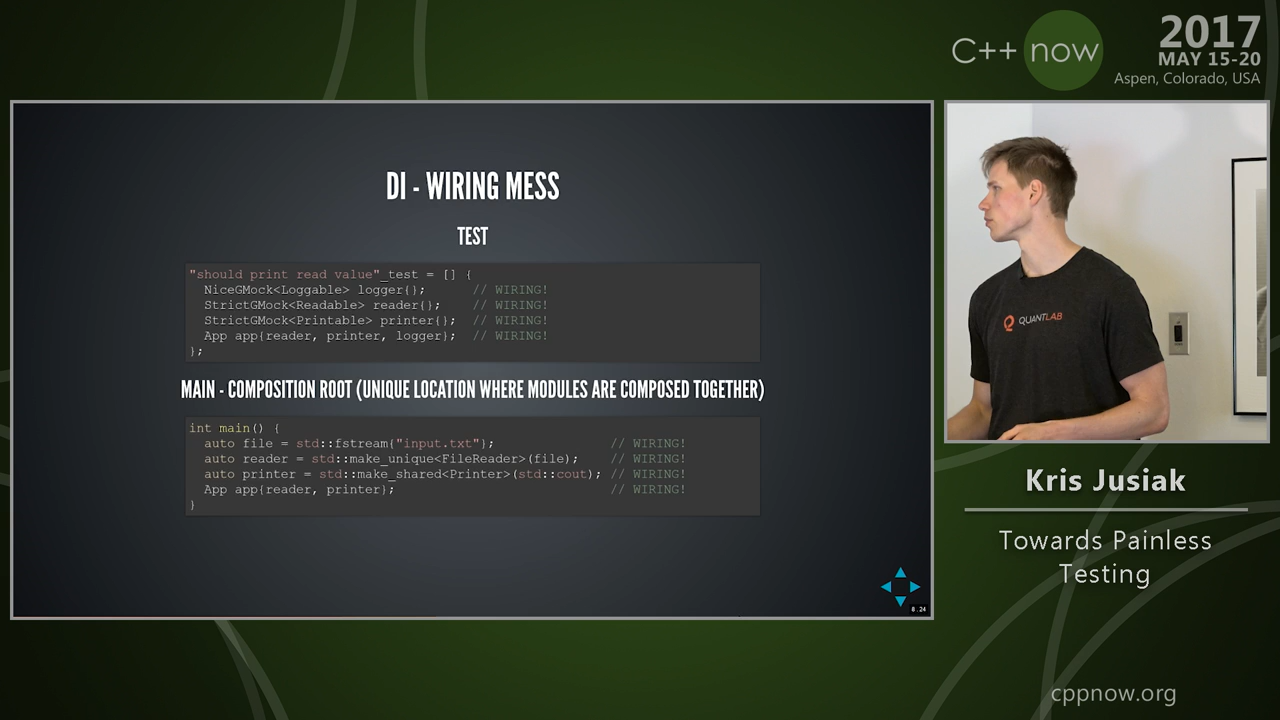 C++ now
2017
MAY 15-20
Aspen, Colorado, USA
DI - WIRING MESS
TEST
"should print read value"_test = [] {
  NiceGMock<Loggable> logger{};      // WIRING!
  StrictGMock<Readable> reader{};    // WIRING!
  StrictGMock<Printable> printer{};  // WIRING!
  App app{reader, printer, logger};  // WIRING!
};
MAIN - COMPOSITION ROOT (UNIQUE LOCATION WHERE MODULES ARE COMPOSED TOGETHER)
int main() {
  auto file = std::fstream{"input.txt"};               // WIRING!
  auto reader = std::make_unique<FileReader>(file);    // WIRING!
  auto printer = std::make_shared<Printer>(std::cout); // WIRING!
  App app{reader, printer};                            // WIRING!
}
8.24
QUANTLAB
Kris Jusiak
Towards Painless
Testing
cppnow.org